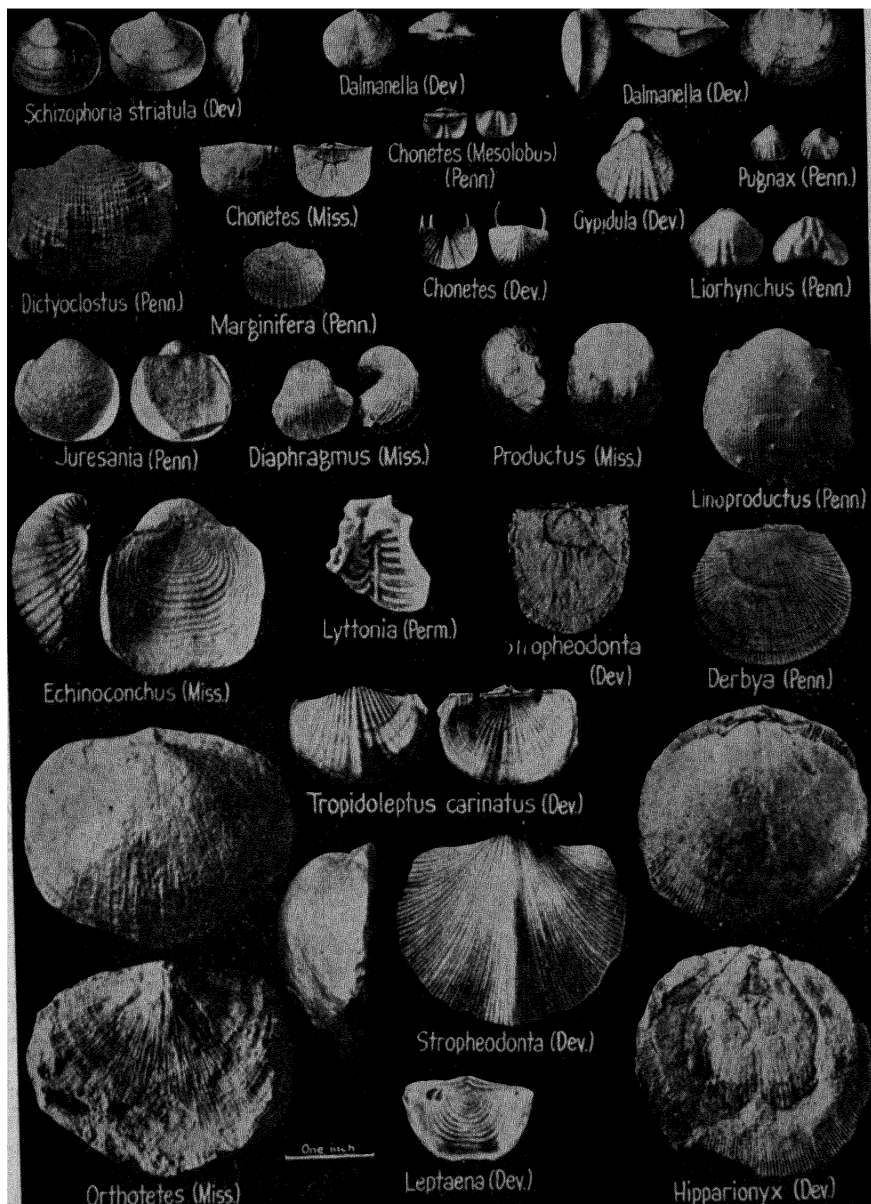 Schizophoria striatula (Dev.)
Dalmanella (Dev)
Dalmanella (Dev.)
Chonetes (Mesolobus)
(Penn)
Chonetes (Miss.)
Gypidula (Dev)
Pugnax (Penn.)
Dictyoclostus (Penn.)
Marginifera (Penn.)
Chonetes (Dev.)
Liorhynchus (Penn.)
Juresania (Penn)
Diaphragmus (Miss.)
Productus (Miss.)
Linoproductus (Penn)
Echinoconchus (Miss.)
Lyttonia (Perm.)
Stropheodonta
(Dev)
Derbya (Penn)
Tropidoleptus carinatus (Dev.)
Stropheodonta (Dev.)
One inch
Orthotetes (Miss.)
Leptaena (Dev.)
Hipparionyx (Dev.)